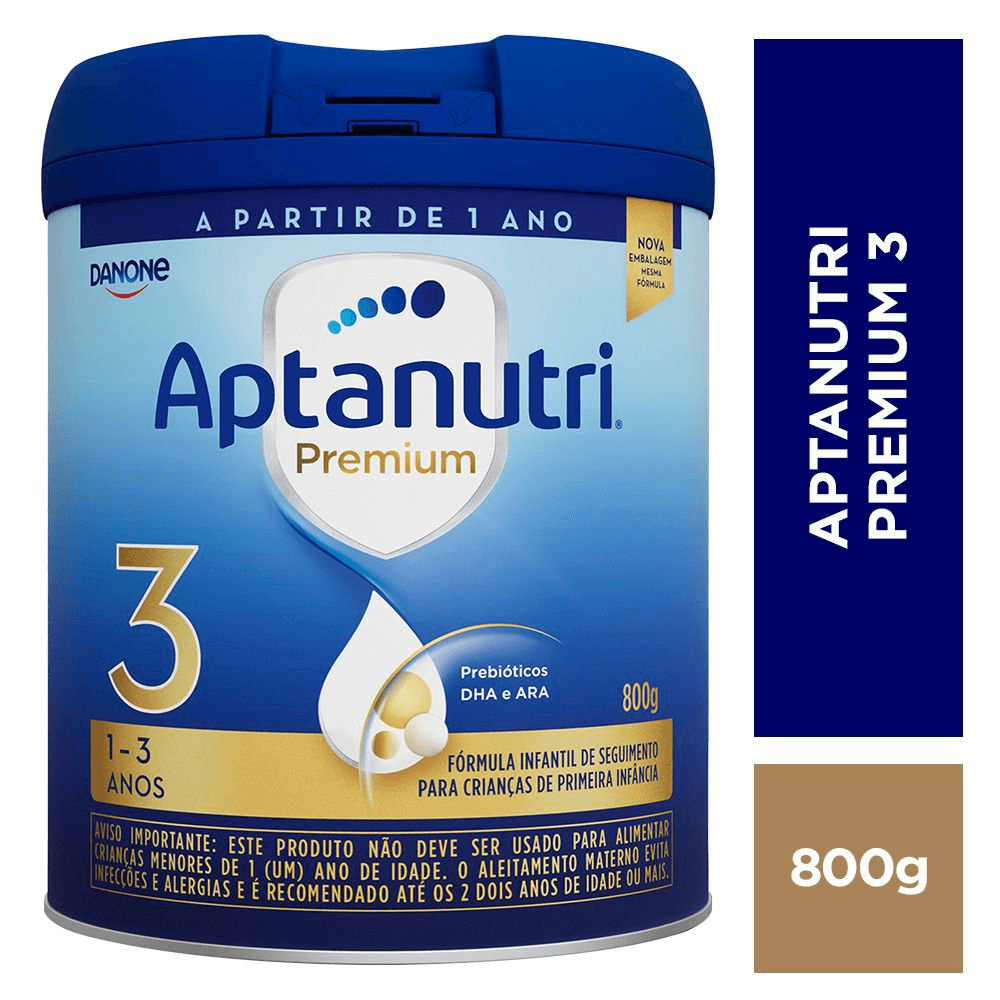 A PARTIR DE 1 ANO
DANONE
NOVA
EMBALAGEM
MESMA
FÓRMULA
Aptanutri®
Premium
3
1-3
ANOS
Prebióticos
DHA e ARA
800g
FÓRMULA INFANTIL DE SEGUIMENTO
PARA CRIANÇAS DE PRIMEIRA INFÂNCIA
AVISO IMPORTANTE: ESTE PRODUTO NÃO DEVE SER USADO PARA ALIMENTAR
CRIANÇAS MENORES DE 1 (UM) ANO DE IDADE. O ALEITAMENTO MATERNO EVITA
INFECÇÕES E ALERGIAS E É RECOMENDADO ATÉ OS 2 DOIS ANOS DE IDADE OU MAIS.
APTANUTRI
PREMIUM 3
800g